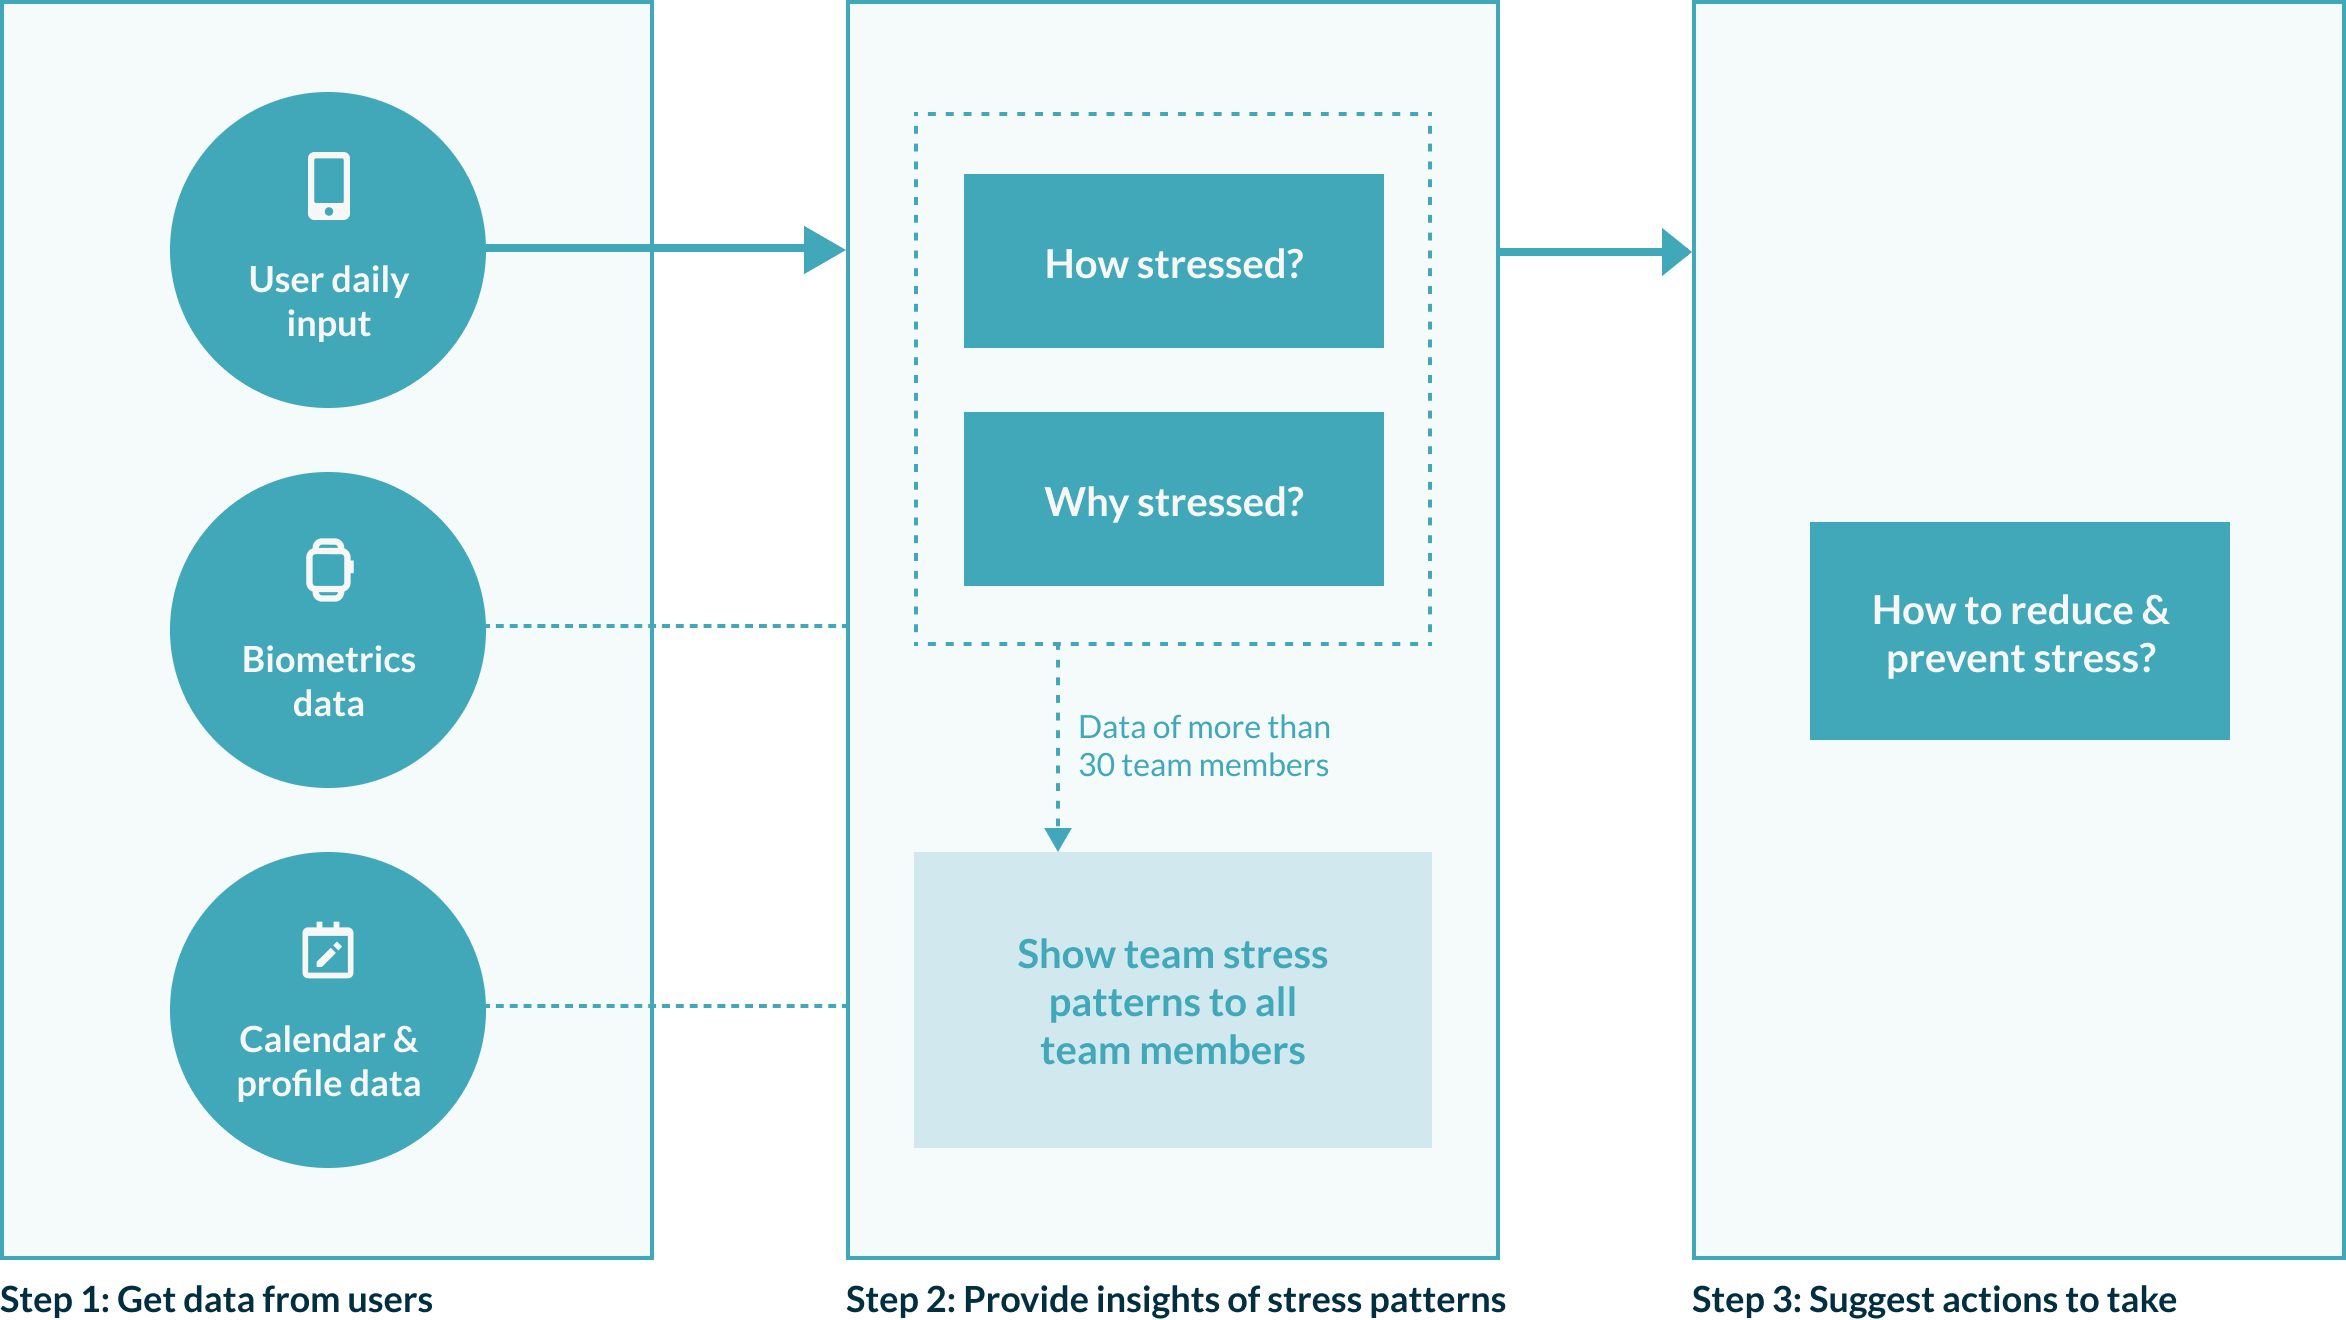 User daily
input
Biometrics
data
Calendar &
profile data
Step 1: Get data from users
How stressed?
Why stressed?
Data of more than
30 team members
Show team stress
patterns to all
team members
Step 2: Provide insights of stress patterns
How to reduce &
prevent stress?
Step 3: Suggest actions to take